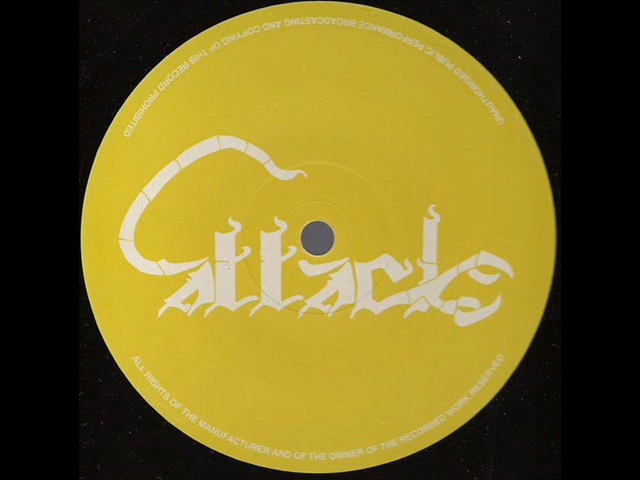 UNAUTHORISED PUBLIC PERFORMANCE BROADCASTING AND COPYING OF THIS RECORD PROHIBITED
attack
ALL RIGHTS OF THE MANUFACTURER AND OF THE OWNER OF THE RECORDED WORK RESERVED